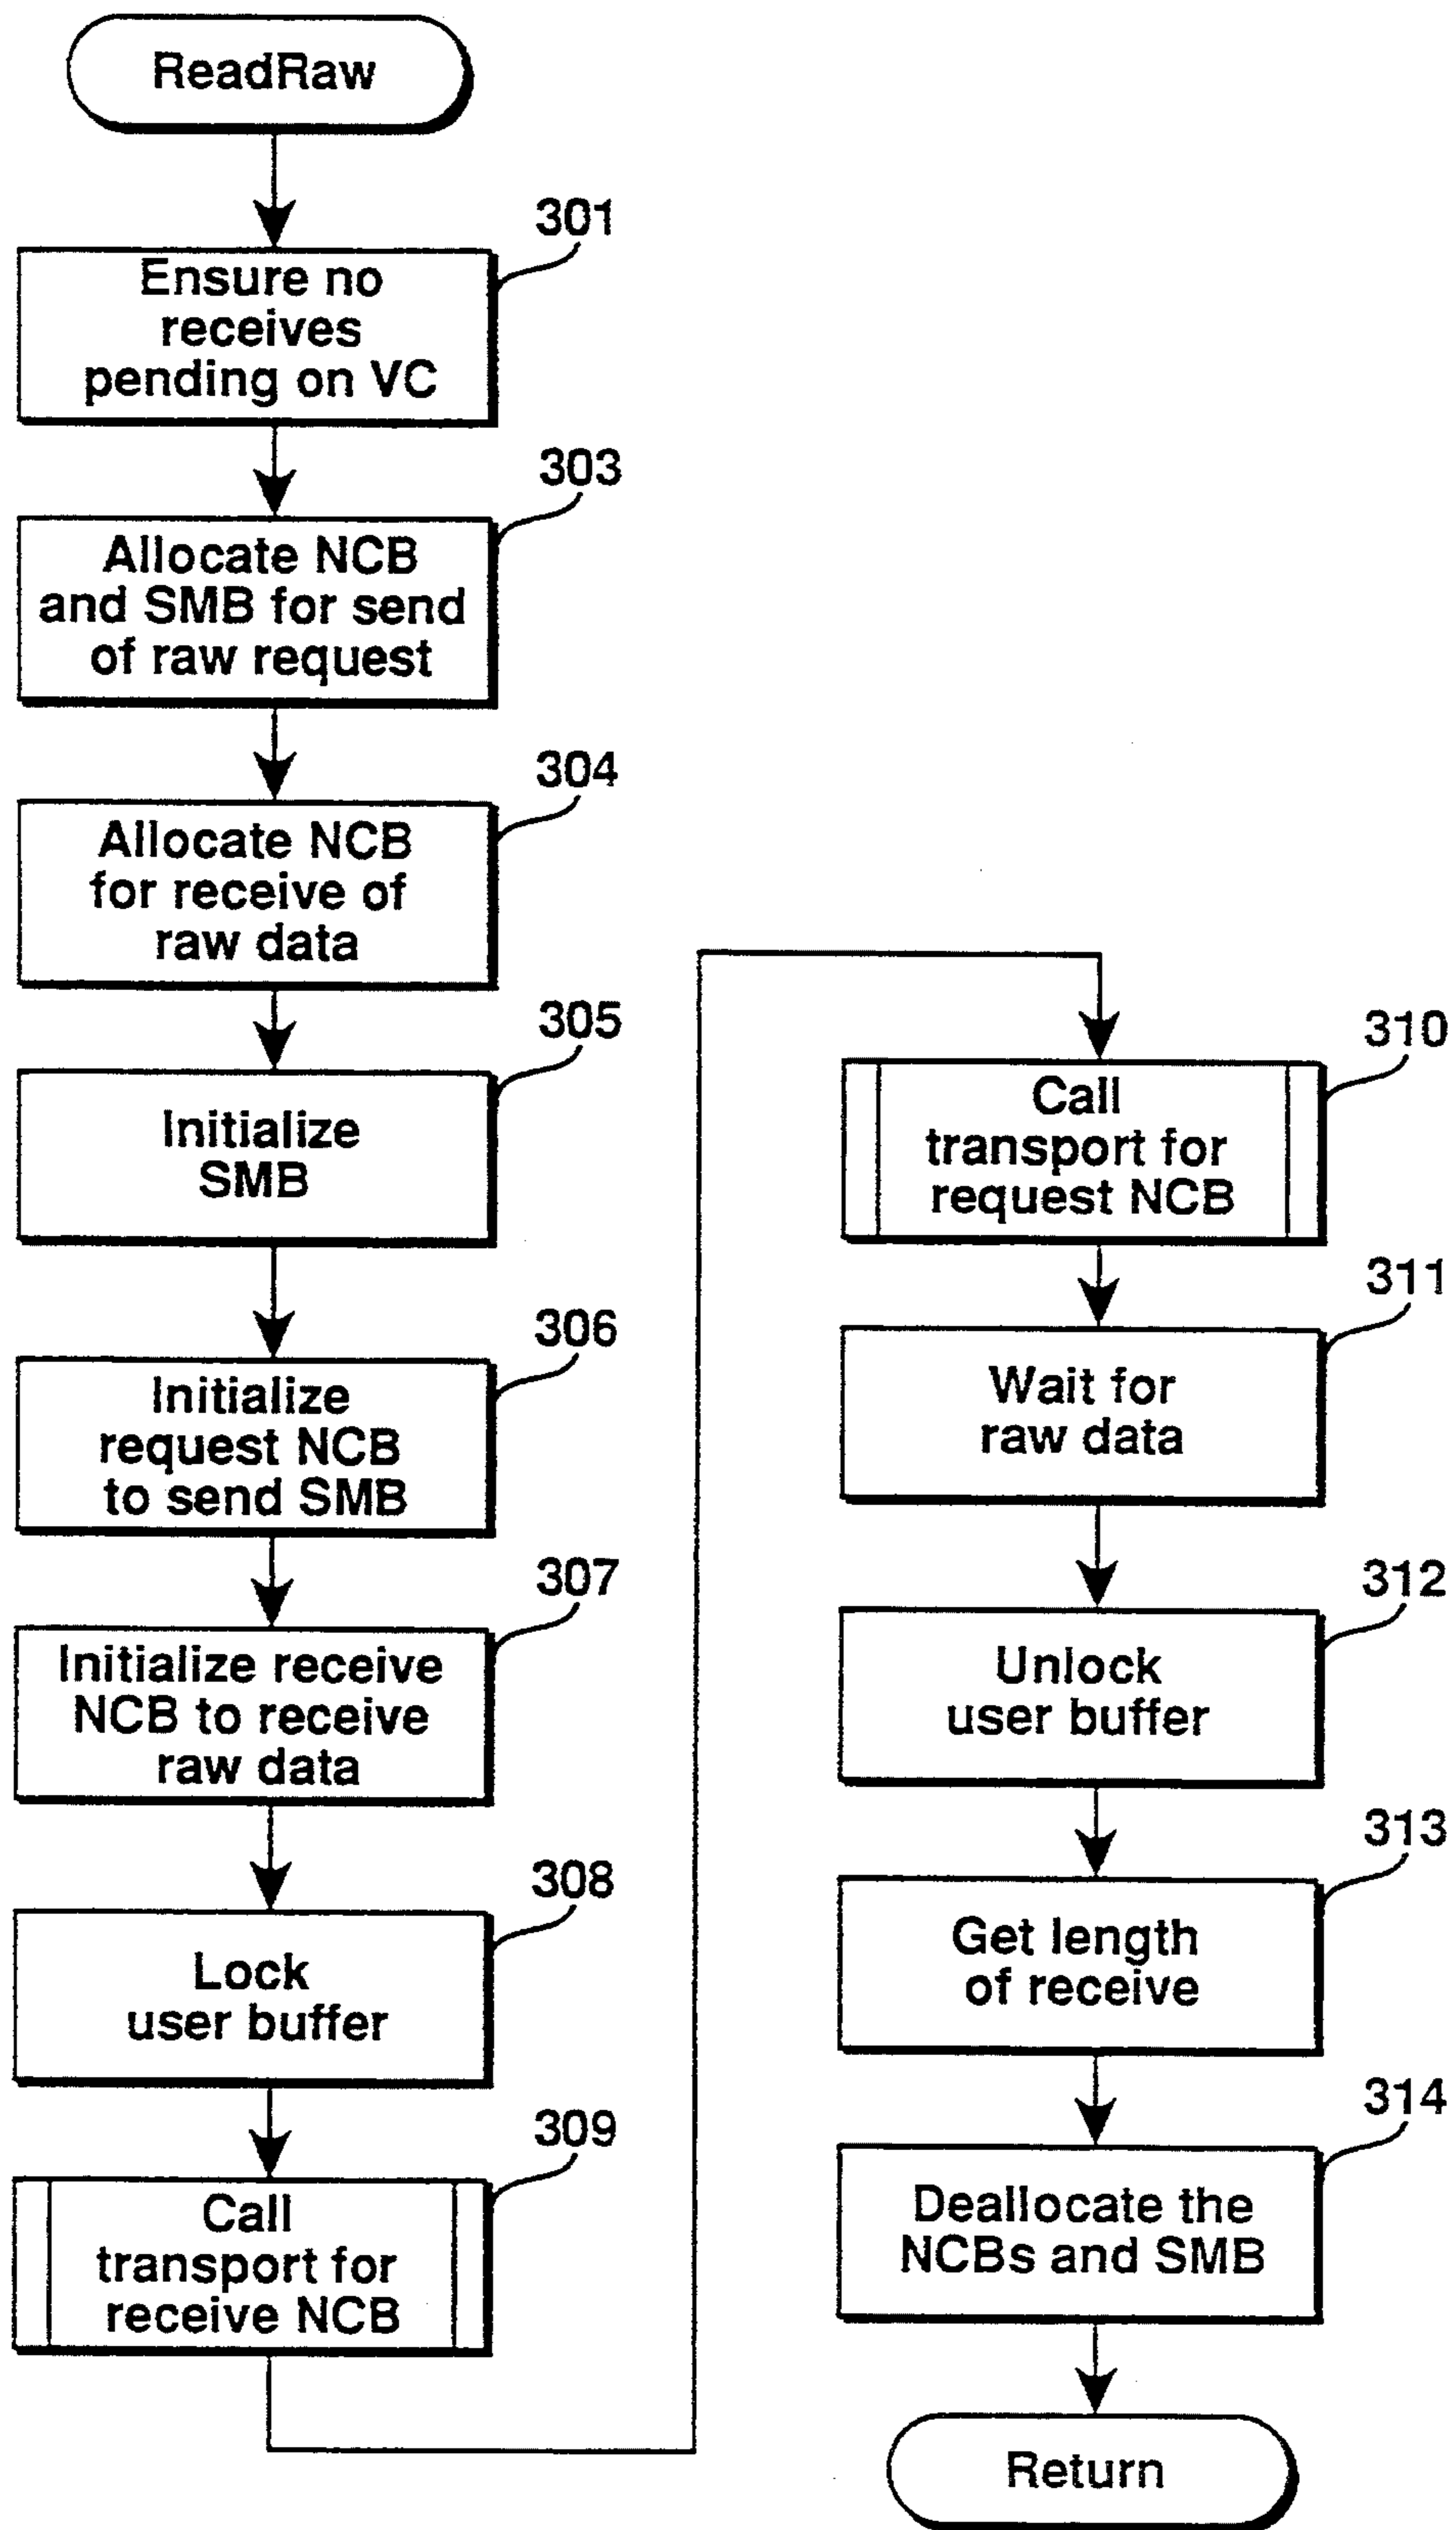 ReadRaw
301
Ensure no
receives
pending on VC
303
Allocate NCB
and SMB for send
of raw request
304
Allocate NCB
for receive of
raw data
305
Initialize
SMB
306
Initialize
request NCB
to send SMB
307
Initialize receive
NCB to receive
raw data
308
Lock
user buffer
309
Call
transport for
receive NCB
310
Call
transport for
request NCB
311
Wait for
raw data
312
Unlock
user buffer
313
Get length
of receive
314
Deallocate the
NCBs and SMB
Return